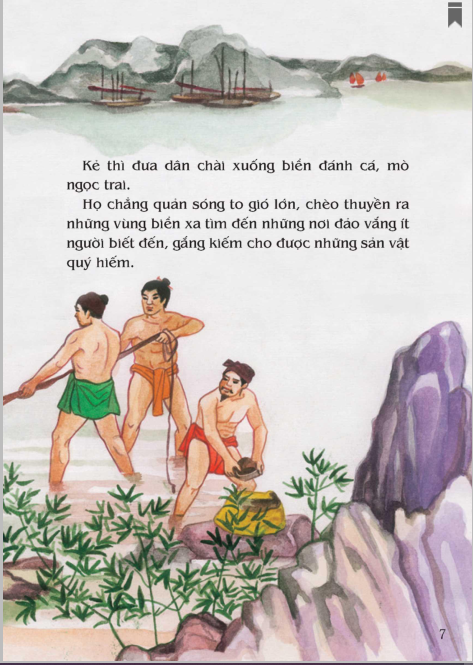 Kẻ thì đưa dân chài xuống biển đánh cá, mò
ngọc trai.
Họ chẳng quản sóng to gió lớn, chèo thuyền ra
những vùng biển xa tìm đến những nơi đảo vắng ít
người biết đến, gắng kiếm cho được những sản vật
quý hiếm.
7